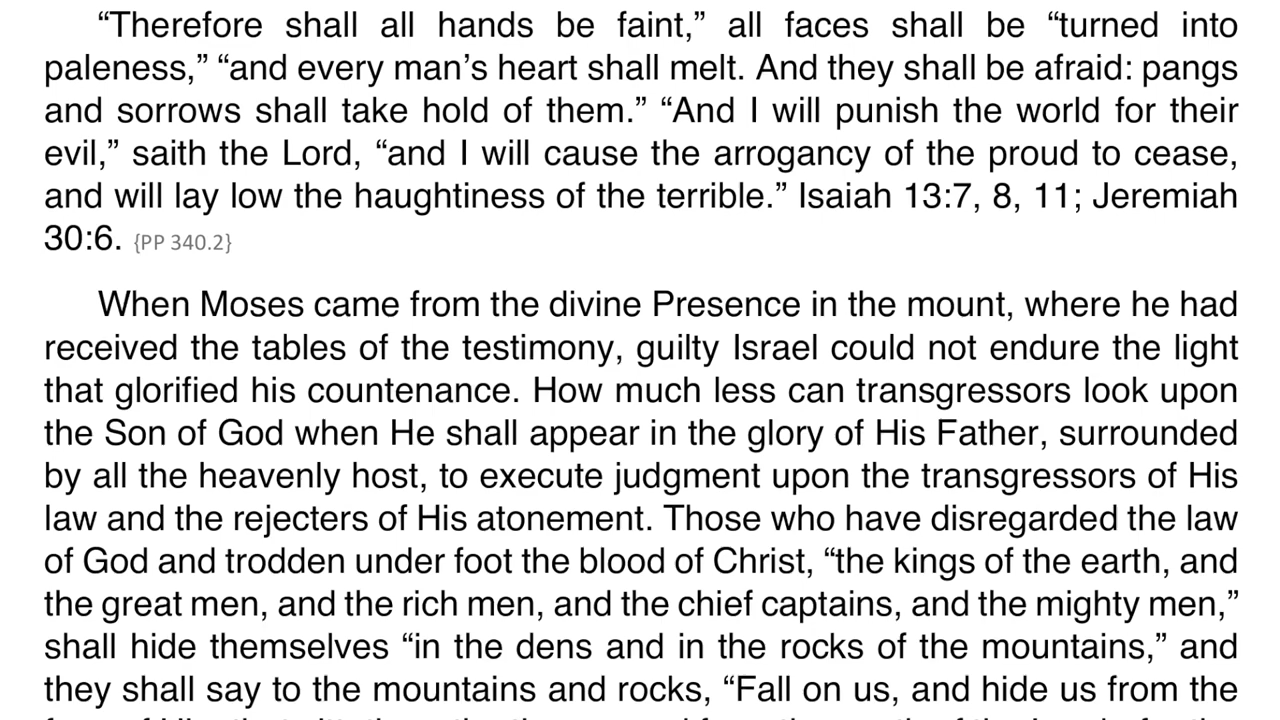 “Therefore shall all hands be faint,” all faces shall be “turned into
paleness,” “and every man’s heart shall melt. And they shall be afraid: pangs
and sorrows shall take hold of them.” “And I will punish the world for their
evil,” saith the Lord, “and I will cause the arrogancy of the proud to cease,
and will lay low the haughtiness of the terrible.” Isaiah 13:7, 8, 11; Jeremiah
30:6. {PP 340.2}
When Moses came from the divine Presence in the mount, where he had
received the tables of the testimony, guilty Israel could not endure the light
that glorified his countenance. How much less can transgressors look upon
the Son of God when He shall appear in the glory of His Father, surrounded
by all the heavenly host, to execute judgment upon the transgressors of His
law and the rejecters of His atonement. Those who have disregarded the law
of God and trodden under foot the blood of Christ, “the kings of the earth, and
the great men, and the rich men, and the chief captains, and the mighty men,”
shall hide themselves “in the dens and in the rocks of the mountains,” and
they shall say to the mountains and rocks, “Fall on us, and hide us from the